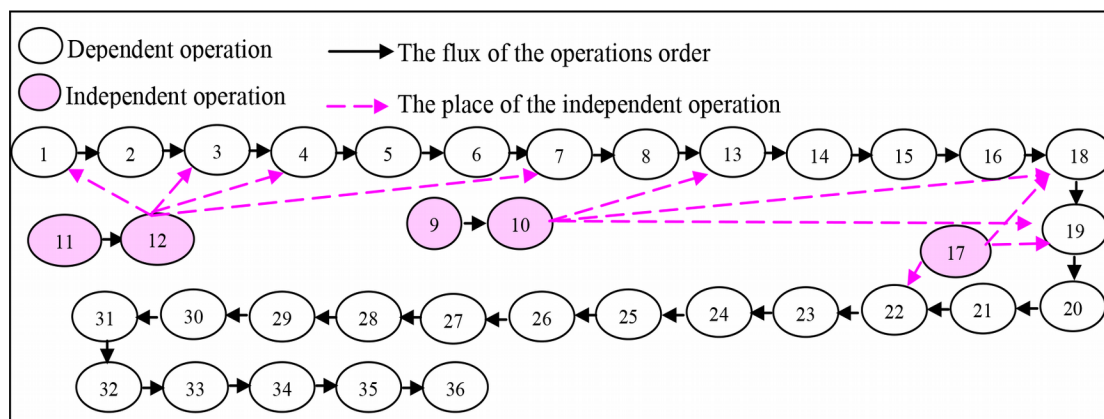 Dependent operation The flux of the operations order
Independent operation The place of the independent operation
1 2 3 4 5 6 7 8 13 14 15 16 18
11 12 9 10 17 19
31 30 29 28 27 26 25 24 23 22 21 20
32 33 34 35 36